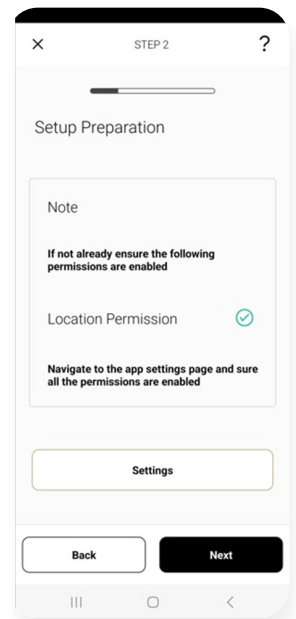 STEP 2
?
Setup Preparation
Note
If not already ensure the following
permissions are enabled
Location Permission
Navigate to the app settings page and sure
all the permissions are enabled
Settings
Back
Next